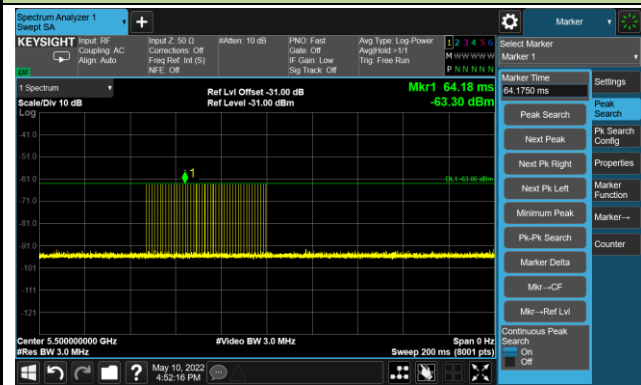 Spectrum Analyzer 1
Swept SA
+
Marker
KEYSIGHT
Input: RF
Coupling: AC
Align: Auto
Input Z: 50 Ω
Corrections: Off
Freq Ref: Int (S)
NFE: Off
#Atten: 10 dB
PNO: Fast
Gate: Off
IF Gain: Low
Sig Track: Off
Avg Type: Log-Power
Avg|Hold:>1/1
Trig: Free Run
1 2 3 4 5 6
M W W W W W
P N N N N N
LXI
Select Marker
Marker 1
1 Spectrum
Scale/Div 10 dB
Log
Ref Lvl Offset -31.00 dB
Ref Level -31.00 dBm
Mkr1 64.18 ms
-63.30 dBm
-41.0
-51.0
-61.0
-71.0
-81.0
-91.0
-101
-111
-121
1
DL1 -63.00 dBm
Center 5.500000000 GHz
#Res BW 3.0 MHz
#Video BW 3.0 MHz
Span 0 Hz
Sweep 200 ms (8001 pts)
Marker Time
64.1750 ms
Peak Search
Next Peak
Next Pk Right
Next Pk Left
Minimum Peak
Pk-Pk Search
Marker Delta
Mkr→CF
Mkr→Ref Lvl
Continuous Peak
Search
On
Off
Settings
Peak
Search
Pk Search
Config
Properties
Marker
Function
Marker→
Counter
?
May 10, 2022
4:52:16 PM